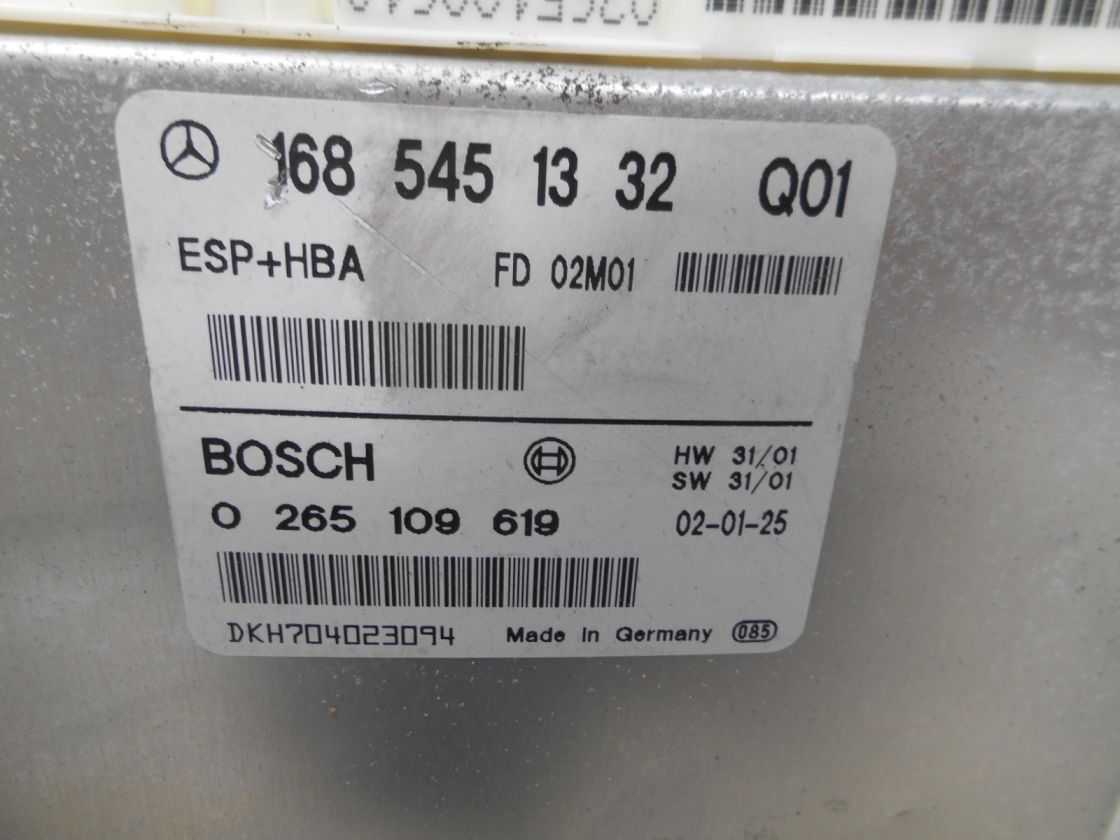 168 545 13 32 Q01
ESP+HBA FD 02M01
BOSCH HW 31/01
SW 31/01
0 265 109 619 02-01-25
DKH704023094 Made in Germany 085